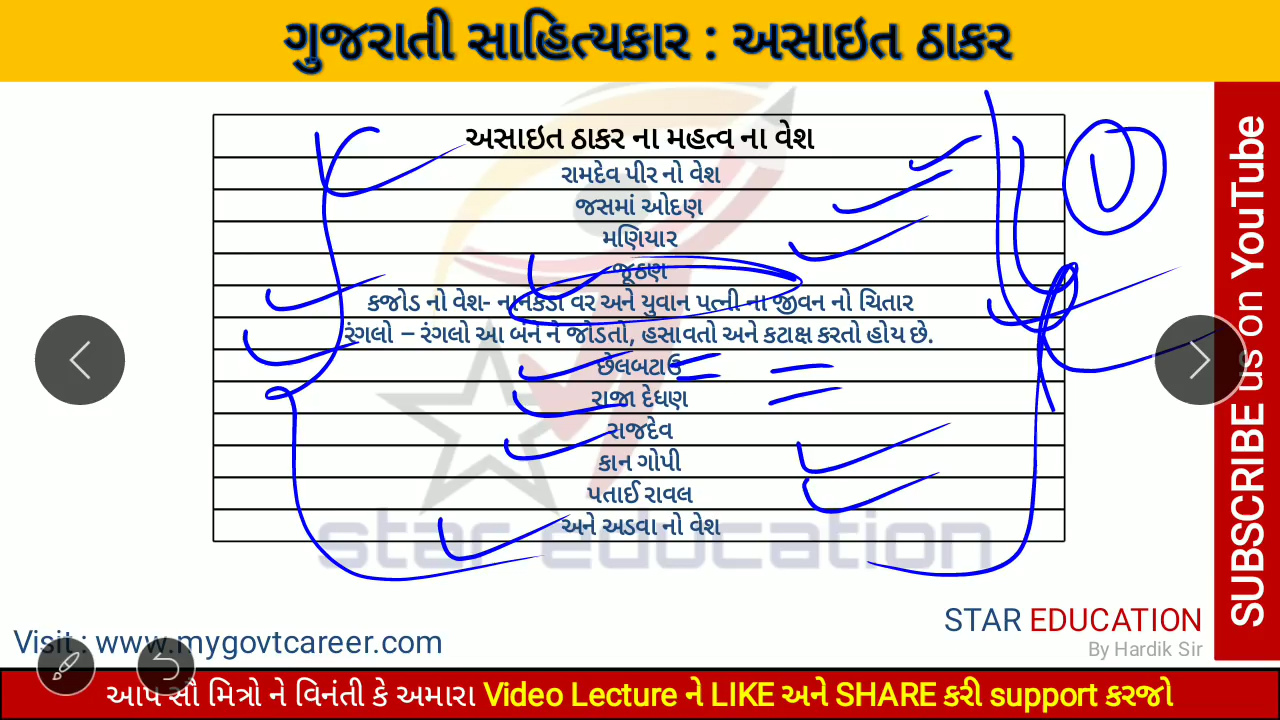 ગુજરાતી સાહિત્યકાર : અસાઇત ઠાકર
અસાઇત ઠાકર ના મહત્વ ના વેશ
રામદેવ પીર નો વેશ
જસમાં ઓદણ
મણિયાર
જૂઠણ
કજોડ નો વેશ- નાનકડા વર અને યુવાન પત્ની ના જીવન નો ચિતાર
રંગલો – રંગલો આ બંન ને જોડતો, હસાવતો અને કટાક્ષ કરતો હોય છે.
છેલબટાઉ
રાજા દેધણ
રાજદેવ
કાન ગોપી
પતાઈ રાવલ
અને અડવા નો વેશ
star education
STAR EDUCATION
By Hardik Sir
Visit : www.mygovtcareer.com
આપ સૌ મિત્રો ને વિનંતી કે અમારા Video Lecture ને LIKE અને SHARE કરી support કરજો
SUBSCRIBE us on YouTube